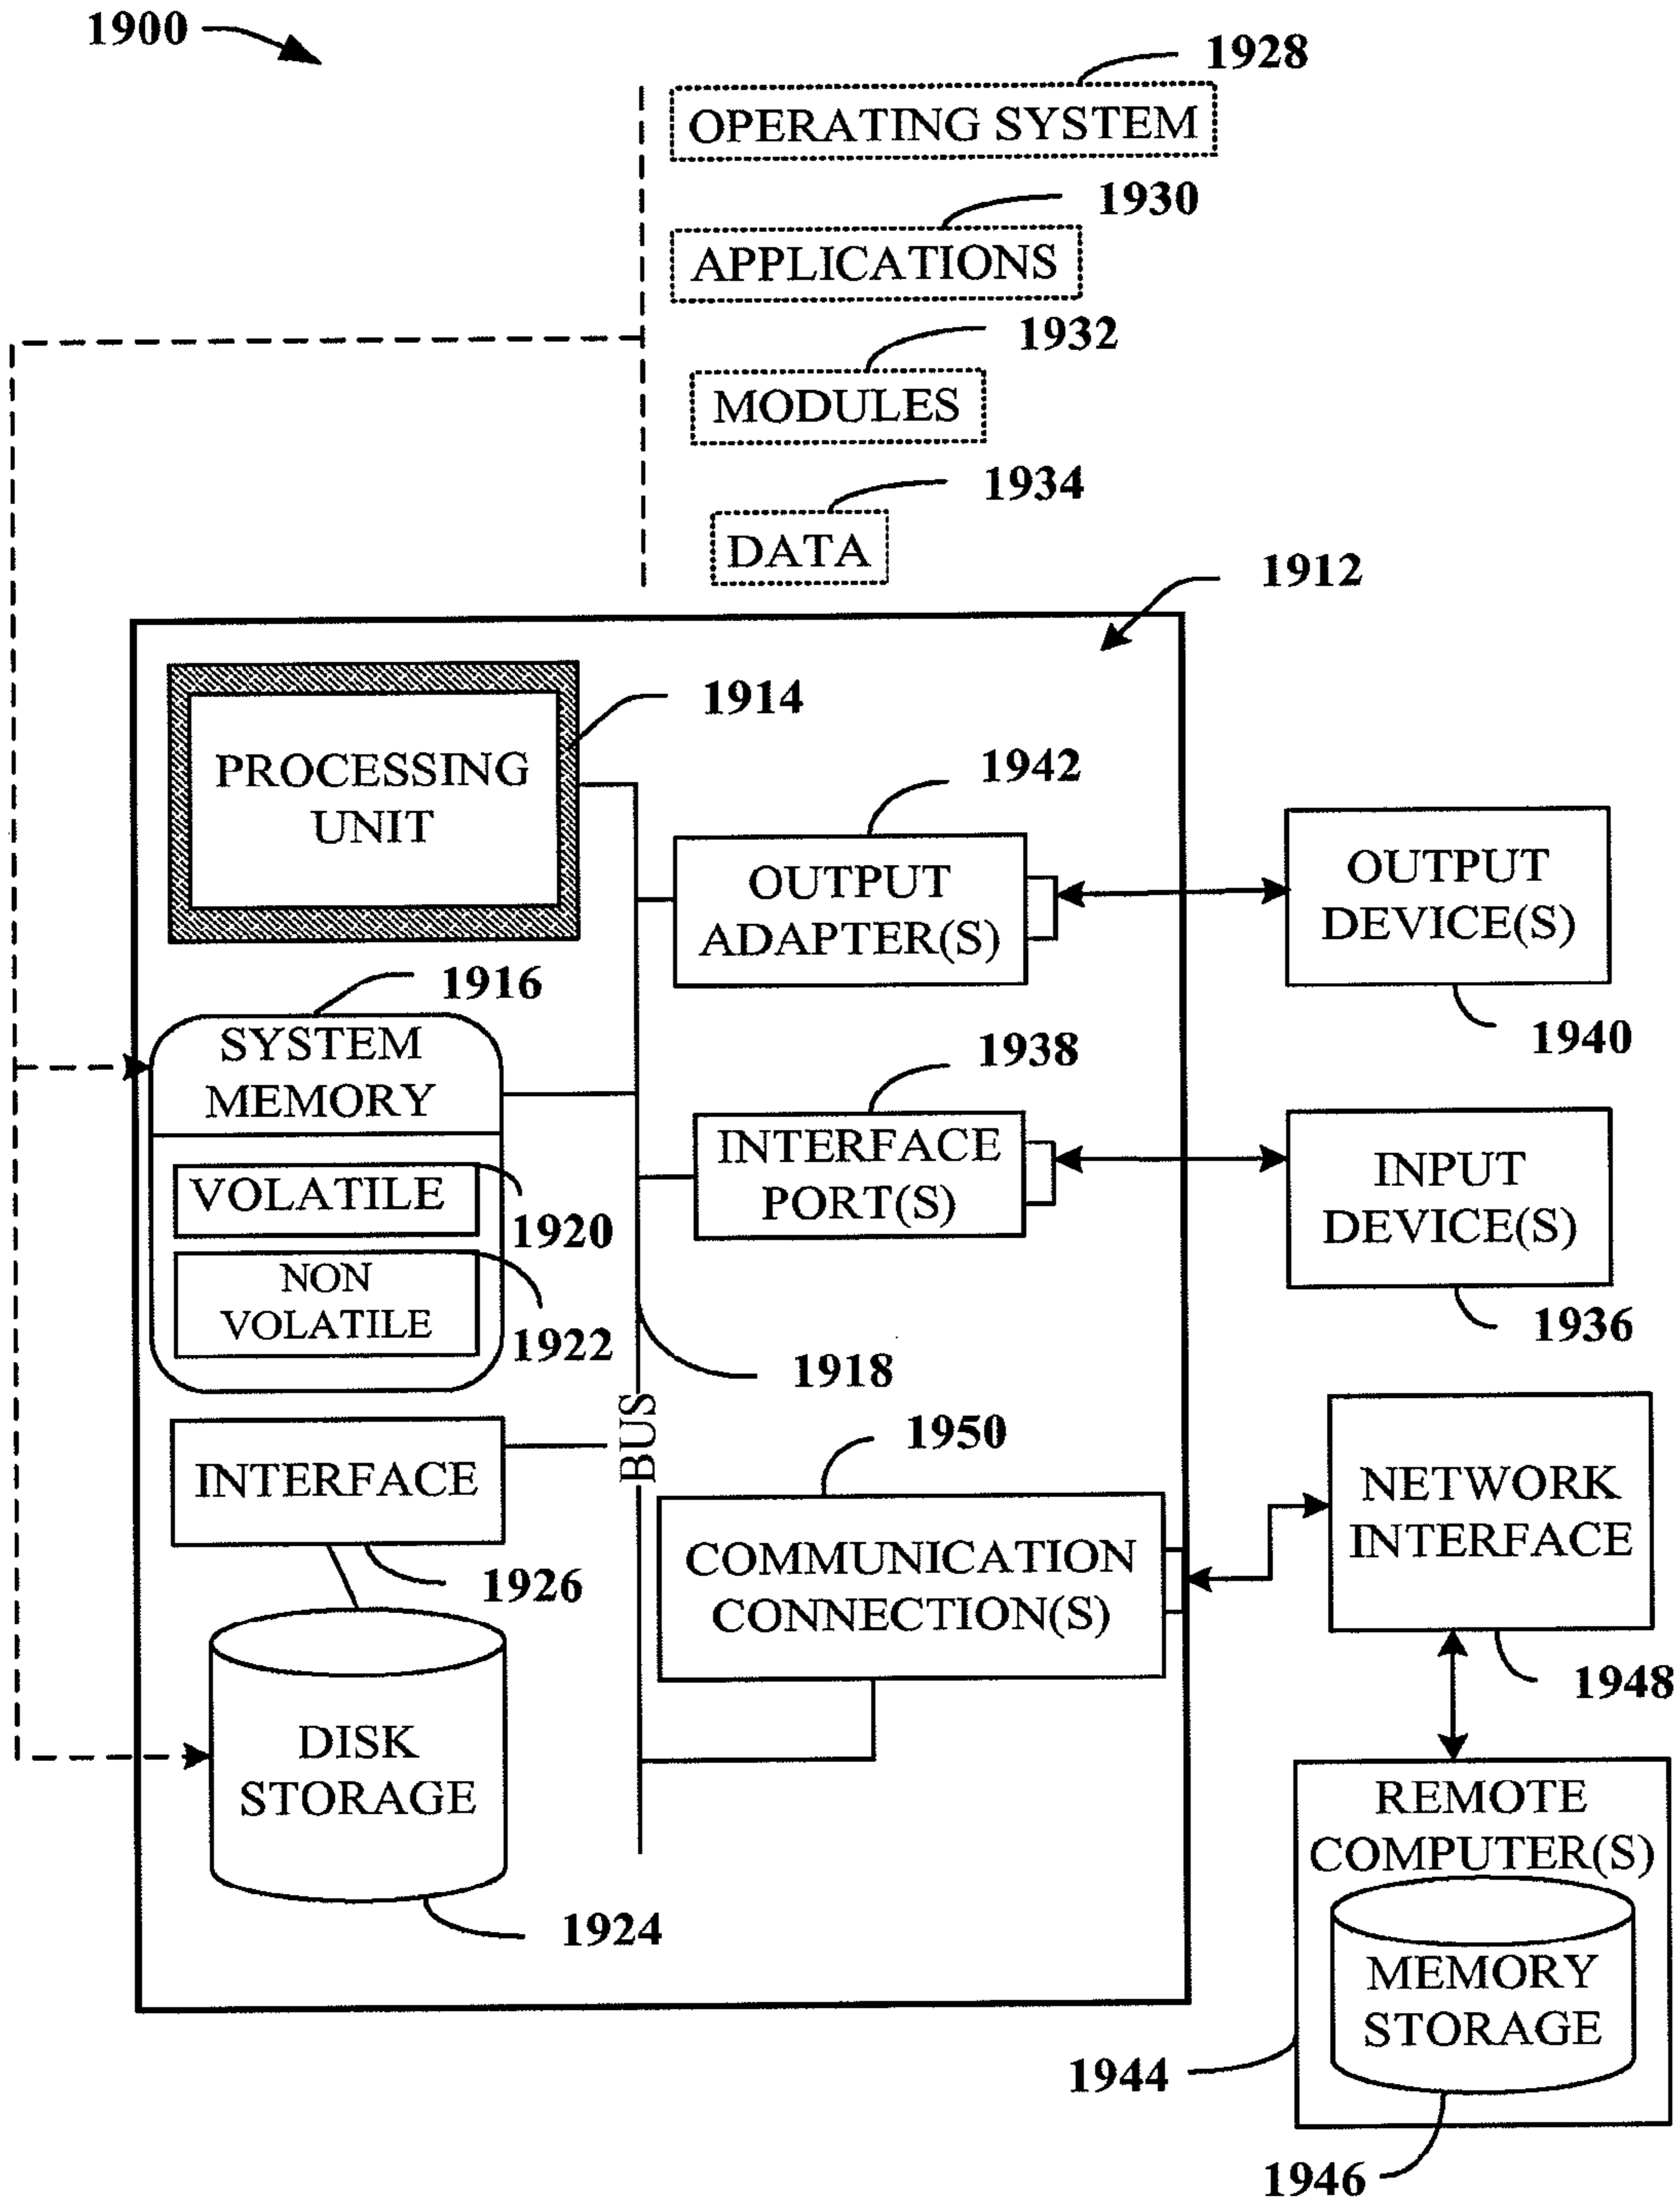 1900
1928
OPERATING SYSTEM
1930
APPLICATIONS
1932
MODULES
1934
DATA
1912
1914
PROCESSING
UNIT
1942
OUTPUT
ADAPTER(S)
OUTPUT
DEVICE(S)
1940
1916
SYSTEM
MEMORY
VOLATILE
1920
NON
VOLATILE
1922
1938
INTERFACE
PORT(S)
INPUT
DEVICE(S)
1936
1918
BUS
INTERFACE
1926
1950
COMMUNICATION
CONNECTION(S)
NETWORK
INTERFACE
1948
DISK
STORAGE
1924
REMOTE
COMPUTER(S)
MEMORY
STORAGE
1944
1946